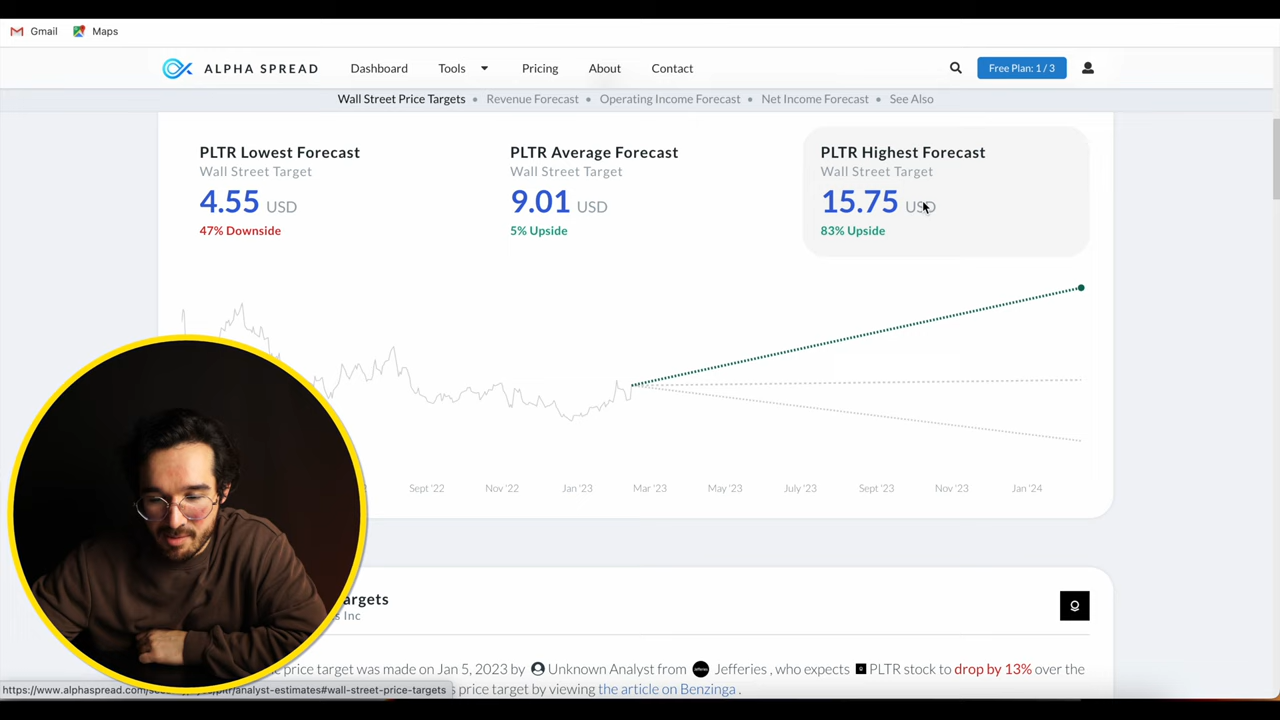 Gmail Maps
ALPHA SPREAD Dashboard Tools Pricing About Contact Free Plan: 1 / 3
Wall Street Price Targets • Revenue Forecast • Operating Income Forecast • Net Income Forecast • See Also
PLTR Lowest Forecast PLTR Average Forecast PLTR Highest Forecast
Wall Street Target Wall Street Target Wall Street Target
4.55 USD 9.01 USD 15.75 USD
47% Downside 5% Upside 83% Upside
Sept '22 Nov '22 Jan '23 Mar '23 May '23 July '23 Sept '23 Nov '23 Jan '24
Inc
price target was made on Jan 5, 2023 by Unknown Analyst from Jefferies , who expects PLTR stock to drop by 13% over the
price target by viewing the article on Benzinga .